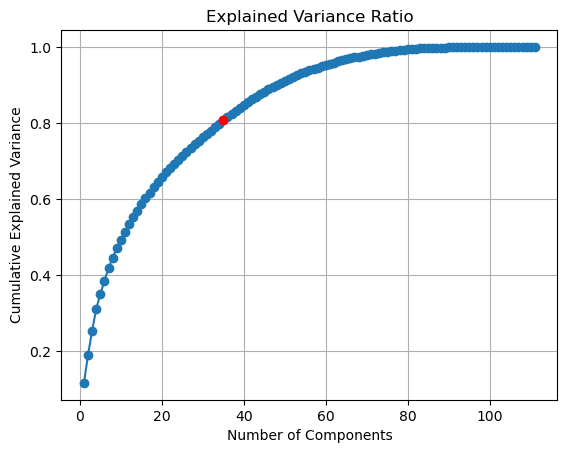 Explained Variance Ratio
Cumulative Explained Variance
1.0
0.8
0.6
0.4
0.2
0 20 40 60 80 100
Number of Components